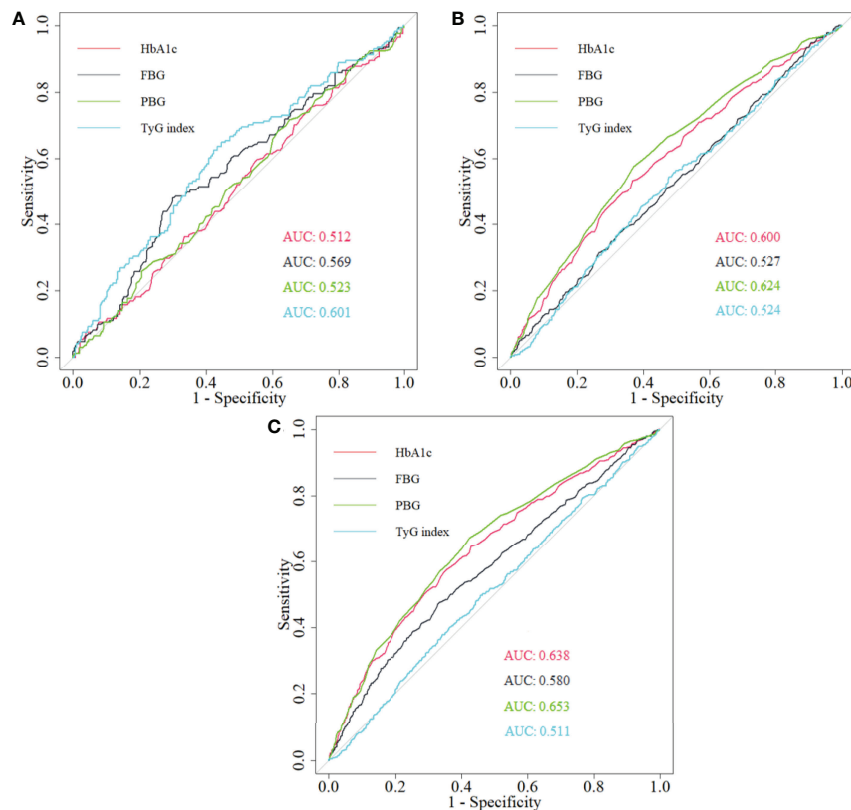 A
HbA1c
FBG
PBG
TyG index
AUC: 0.512
AUC: 0.569
AUC: 0.523
AUC: 0.601
Sensitivity
0.0 0.2 0.4 0.6 0.8 1.0
0.0 0.2 0.4 0.6 0.8 1.0
1 - Specificity
B
HbA1c
FBG
PBG
TyG index
AUC: 0.600
AUC: 0.527
AUC: 0.624
AUC: 0.524
Sensitivity
0.0 0.2 0.4 0.6 0.8 1.0
0.0 0.2 0.4 0.6 0.8 1.0
1 - Specificity
C
HbA1c
FBG
PBG
TyG index
AUC: 0.638
AUC: 0.580
AUC: 0.653
AUC: 0.511
Sensitivity
0.0 0.2 0.4 0.6 0.8 1.0
0.0 0.2 0.4 0.6 0.8 1.0
1 - Specificity